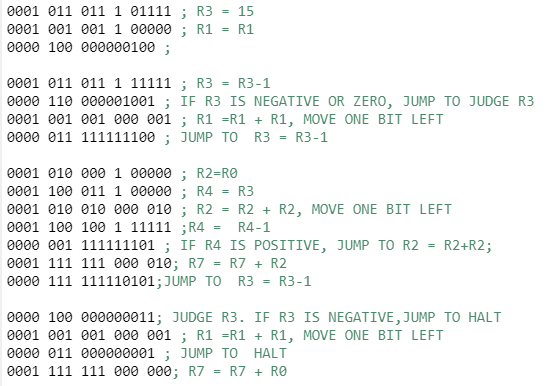 0001 011 011 1 01111 ; R3 = 15
0001 001 001 1 00000 ; R1 = R1
0000 100 000000100 ;
0001 011 011 1 11111 ; R3 = R3-1
0000 110 000001001 ; IF R3 IS NEGATIVE OR ZERO, JUMP TO JUDGE R3
0001 001 001 000 001 ; R1 =R1 + R1, MOVE ONE BIT LEFT
0000 011 111111100 ; JUMP TO  R3 = R3-1
0001 010 000 1 00000 ; R2=R0
0001 100 011 1 00000 ; R4 = R3
0001 010 010 000 010 ; R2 = R2 + R2, MOVE ONE BIT LEFT
0001 100 100 1 11111 ;R4 =  R4-1
0000 001 111111101 ; IF R4 IS POSITIVE, JUMP TO R2 = R2+R2;
0001 111 111 000 010; R7 = R7 + R2
0000 111 111110101;JUMP TO  R3 = R3-1
0000 100 000000011; JUDGE R3. IF R3 IS NEGATIVE,JUMP TO HALT
0001 001 001 000 001 ; R1 =R1 + R1, MOVE ONE BIT LEFT
0000 011 000000001 ; JUMP TO  HALT
0001 111 111 000 000; R7 = R7 + R0